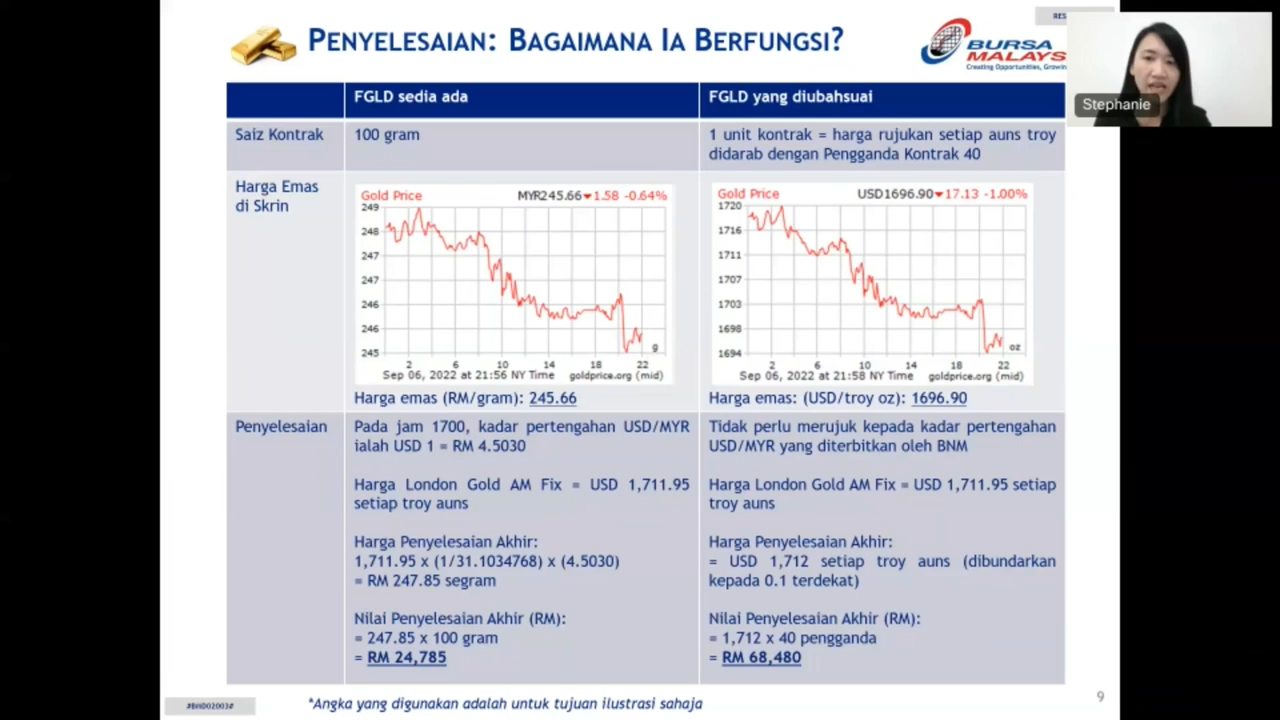 PENYELESAIAN: BAGAIMANA IA BERFUNGSI?
RES
BURSA
MALAYS
Creating Opportunities, Growin
Stephanie
FGLD sedia ada
FGLD yang diubahsuai
Saiz Kontrak
100 gram
1 unit kontrak = harga rujukan setiap auns troy
didarab dengan Pengganda Kontrak 40
Harga Emas
di Skrin
Gold Price
MYR245.66▼1.58 -0.64%
249
248
247
247
246
246
245
g
2 6 10 14 18 22
Sep 06, 2022 at 21:56 NY Time
goldprice.org (mid)
Harga emas (RM/gram): 245.66
Gold Price
USD1696.90▼17.13 -1.00%
1720
1716
1711
1707
1703
1698
1694
oz
2 6 10 14 18 22
Sep 06, 2022 at 21:58 NY Time
goldprice.org (mid)
Harga emas: (USD/troy oz): 1696.90
Penyelesaian
Pada jam 1700, kadar pertengahan USD/MYR
ialah USD 1 = RM 4.5030
Harga London Gold AM Fix = USD 1,711.95
setiap troy auns
Harga Penyelesaian Akhir:
1,711.95 x (1/31.1034768) x (4.5030)
= RM 247.85 segram
Nilai Penyelesaian Akhir (RM):
= 247.85 x 100 gram
= RM 24,785
Tidak perlu merujuk kepada kadar pertengahan
USD/MYR yang diterbitkan oleh BNM
Harga London Gold AM Fix = USD 1,711.95 setiap
troy auns
Harga Penyelesaian Akhir:
= USD 1,712 setiap troy auns (dibundarkan
kepada 0.1 terdekat)
Nilai Penyelesaian Akhir (RM):
= 1,712 x 40 pengganda
= RM 68,480
#BHD02003#
*Angka yang digunakan adalah untuk tujuan ilustrasi sahaja
9